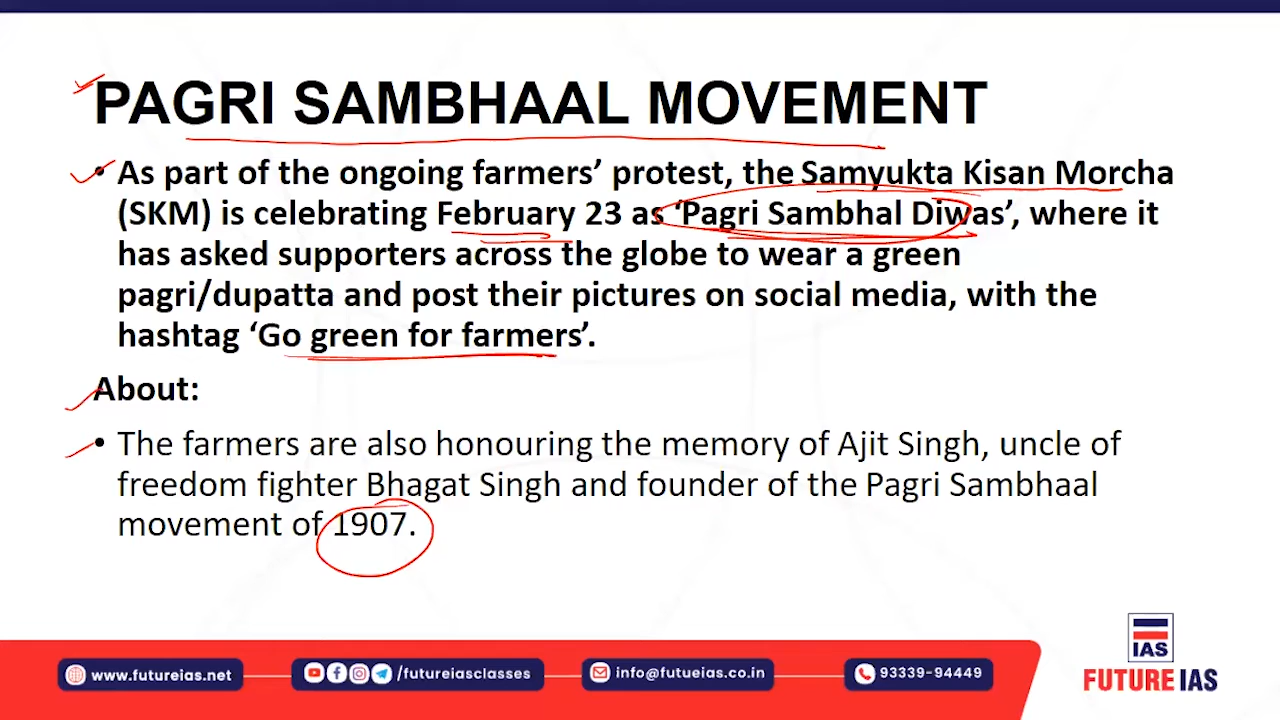 PAGRI SAMBHAAL MOVEMENT
• As part of the ongoing farmers’ protest, the Samyukta Kisan Morcha
(SKM) is celebrating February 23 as ‘Pagri Sambhal Diwas’, where it
has asked supporters across the globe to wear a green
pagri/dupatta and post their pictures on social media, with the
hashtag ‘Go green for farmers’.
About:
• The farmers are also honouring the memory of Ajit Singh, uncle of
freedom fighter Bhagat Singh and founder of the Pagri Sambhaal
movement of 1907.
IAS
FUTURE IAS
www.futureias.net
/futureiasclasses
info@futueias.co.in
93339-94449